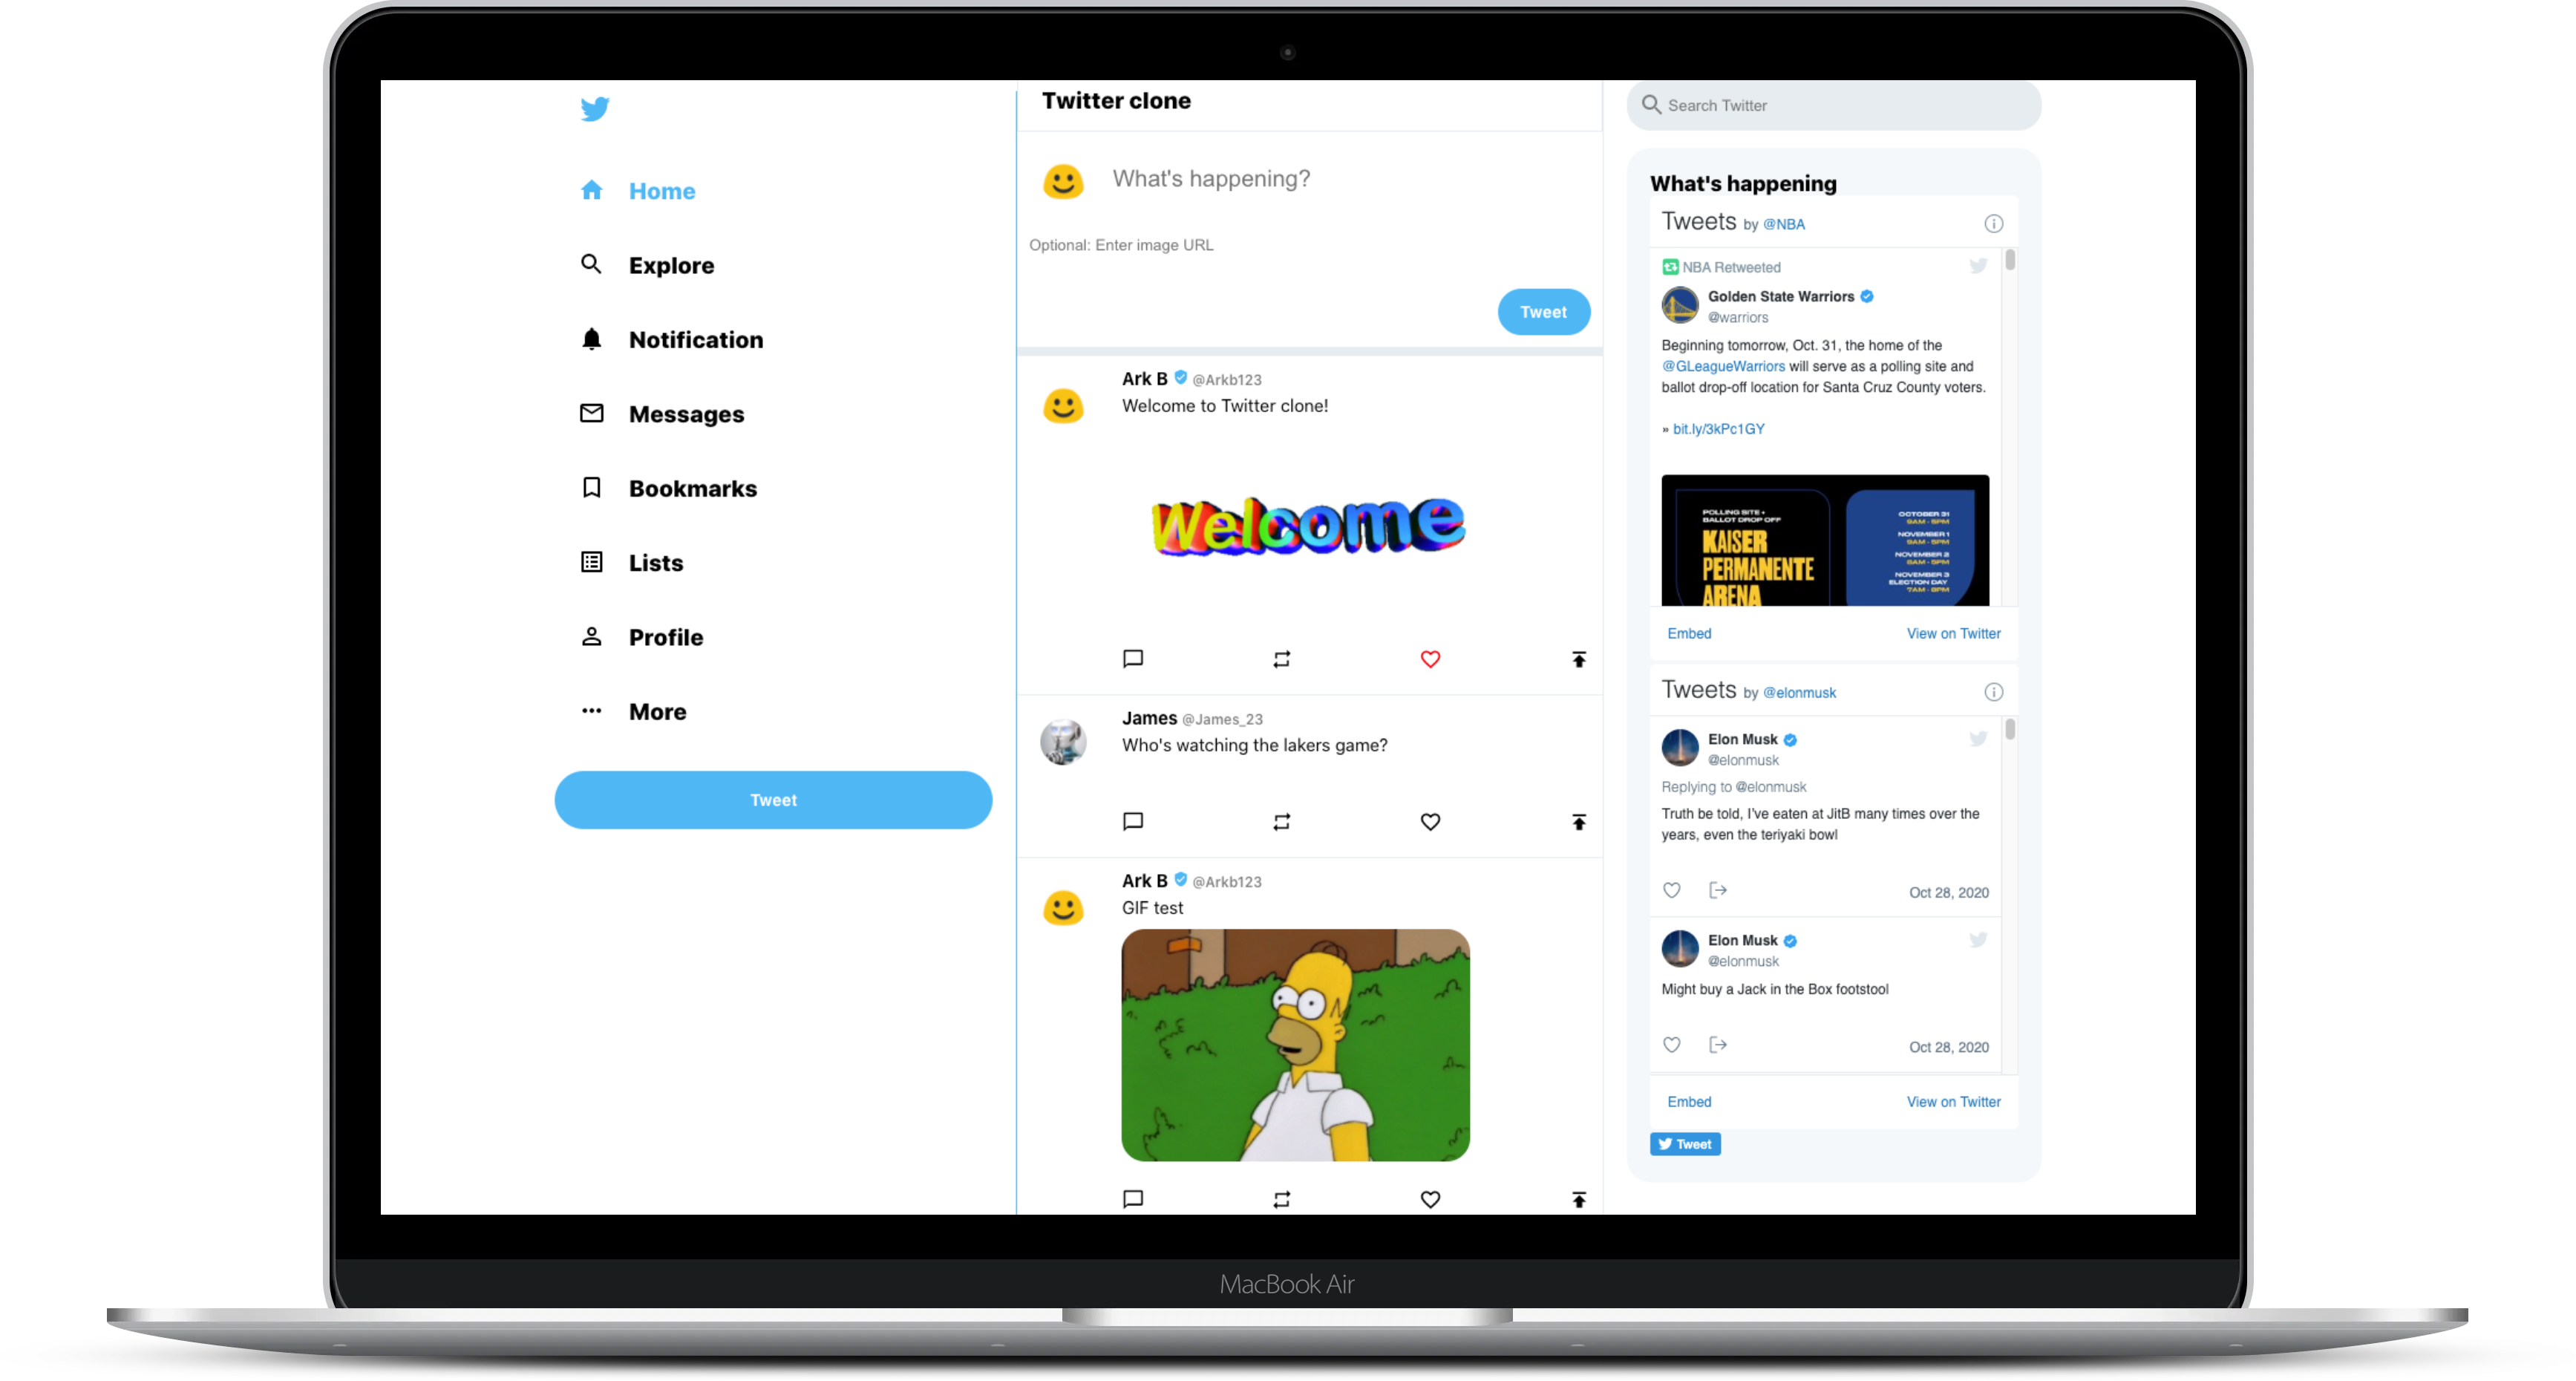 Home
Explore
Notification
Messages
Bookmarks
Lists
Profile
More
Tweet
Twitter clone
What's happening?
Optional: Enter image URL
Tweet
Ark B @Arkb123
Welcome to Twitter clone!
Welcome
James @James_23
Who's watching the lakers game?
Ark B @Arkb123
GIF test
Search Twitter
What's happening
Tweets by @NBA
NBA Retweeted
Golden State Warriors
@warriors
Beginning tomorrow, Oct. 31, the home of the
@GLeagueWarriors will serve as a polling site and
ballot drop-off location for Santa Cruz County voters.
» bit.ly/3kPc1GY
POLLING SITE +
BALLOT DROP OFF
KAISER
PERMANENTE
ARENA
OCTOBER 31
9AM - 5PM
NOVEMBER 1
9AM - 5PM
NOVEMBER 2
8AM - 5PM
NOVEMBER 3
ELECTION DAY
7AM - 8PM
Embed
View on Twitter
Tweets by @elonmusk
Elon Musk
@elonmusk
Replying to @elonmusk
Truth be told, I've eaten at JitB many times over the
years, even the teriyaki bowl
Oct 28, 2020
Elon Musk
@elonmusk
Might buy a Jack in the Box footstool
Oct 28, 2020
Embed
View on Twitter
Tweet
MacBook Air